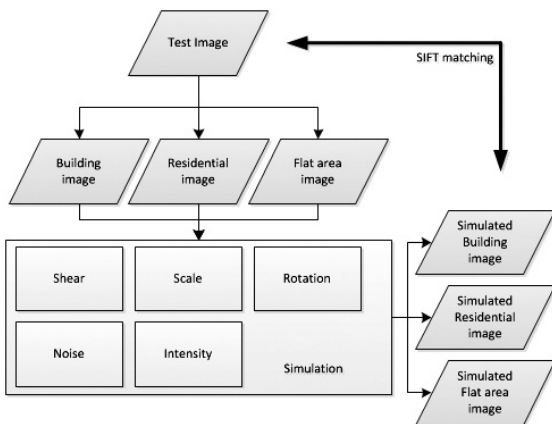 Test Image
SIFT matching
Building
image
Residential
image
Flat area
image
Simulated
Building
image
Shear
Scale
Rotation
Simulated
Residential
image
Noise
Intensity
Simulation
Simulated
Flat area
image